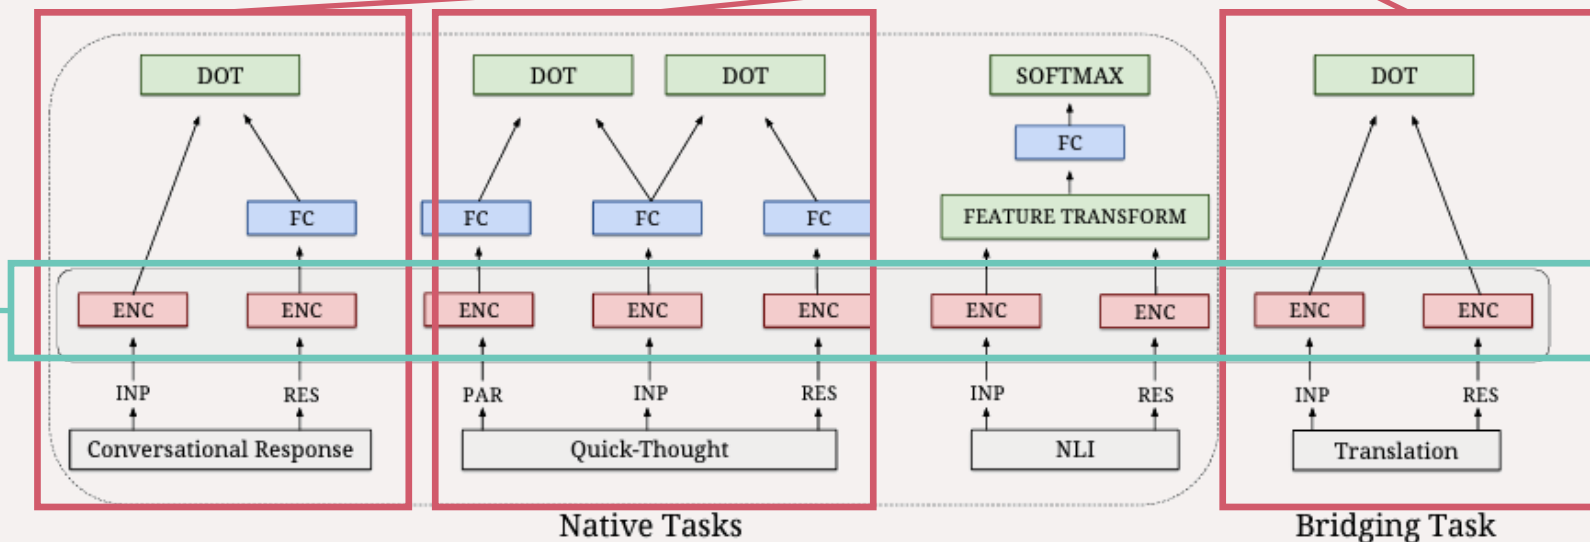 DOT DOT DOT SOFTMAX DOT
FC
FC FC FC FC FEATURE TRANSFORM
ENC ENC ENC ENC ENC ENC ENC ENC ENC
INP RES PAR INP RES INP RES INP RES
Conversational Response Quick-Thought NLI Translation
Native Tasks Bridging Task